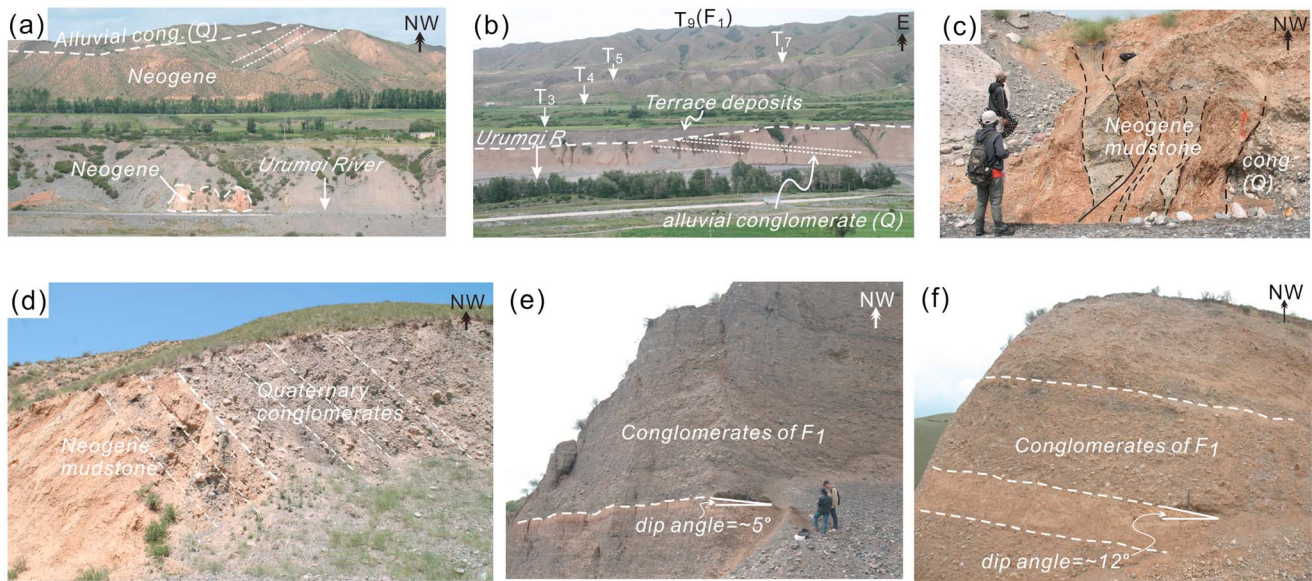 (a)
NW
Alluvial cong. (Q)
Neogene
Neogene
Urumqi River
(b)
T9(F1)
E
T7
T5
T4
T3
Terrace deposits
Urumqi R.
alluvial conglomerate (Q)
(c)
NW
Neogene
mudstone
cong.
(Q)
(d)
NW
Quaternary
conglomerates
Neogene
mudstone
(e)
NW
Conglomerates of F1
dip angle=~5°
(f)
NW
Conglomerates of F1
dip angle=~12°